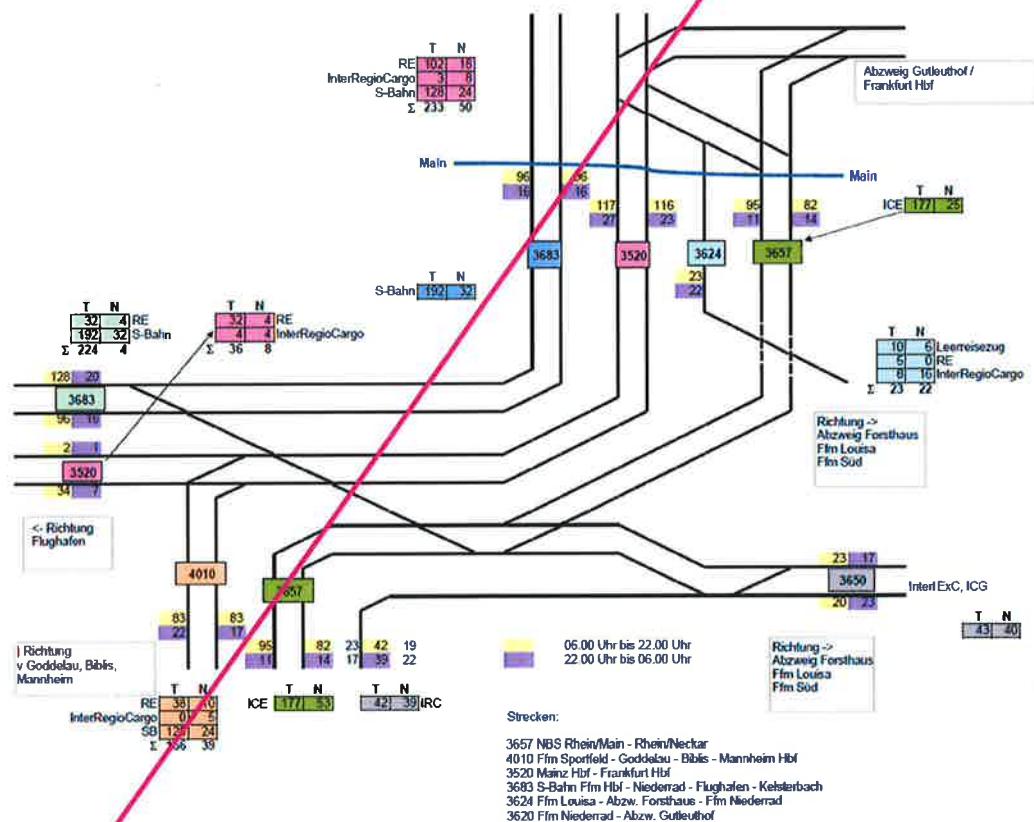 T N
RE 102 18
InterRegioCargo 3 8
S-Bahn 128 24
Σ 233 50
Abzweig Gutleuthof /
Frankfurt Hbf
Main
Main
96 96
16 16
117 116
27 23
95 82
11 14
T N
ICE 177 25
3683
3520
3624
3657
23
22
T N
S-Bahn 192 32
T N
32 4 RE
192 32 S-Bahn
Σ 224 4
T N
32 4 RE
4 4 InterRegioCargo
Σ 36 8
T N
10 6 Leerreisezug
5 0 RE
8 16 InterRegioCargo
Σ 23 22
128 20
3683
96 16
2 1
3520
34 7
Richtung ->
Abzweig Forsthaus
Ffm Louisa
Ffm Süd
<- Richtung
Flughafen
4010
3657
23 17
3650
20 23
Interl ExC, ICG
T N
43 40
83 83
22 17
95 82
11 14
23 42 19
17 39 22
06.00 Uhr bis 22.00 Uhr
22.00 Uhr bis 06.00 Uhr
Richtung
v Goddelau, Biblis,
Mannheim
Richtung ->
Abzweig Forsthaus
Ffm Louisa
Ffm Süd
T N
RE 38 10
InterRegioCargo 0 5
SB 24
Σ 39
T N
ICE 177 53
T N
42 39 IRC
Strecken:
3657 NBS Rhein/Main - Rhein/Neckar
4010 Ffm Sportfeld - Goddelau - Biblis - Mannheim Hbf
3520 Mainz Hbf - Frankfurt Hbf
3683 S-Bahn Ffm Hbf - Niederrad - Flughafen - Kelsterbach
3624 Ffm Louisa - Abzw. Forsthaus - Ffm Niederrad
3620 Ffm Niederrad - Abzw. Gutleuthof